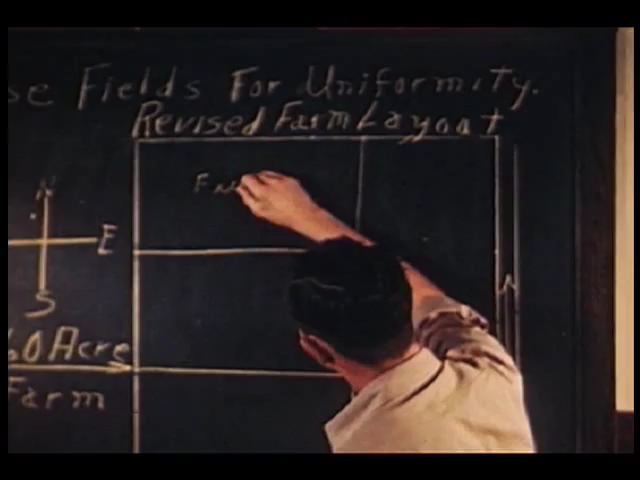 se Fields For Uniformity.
Revised Farm Layout
N
E
S
60 Acre
Farm